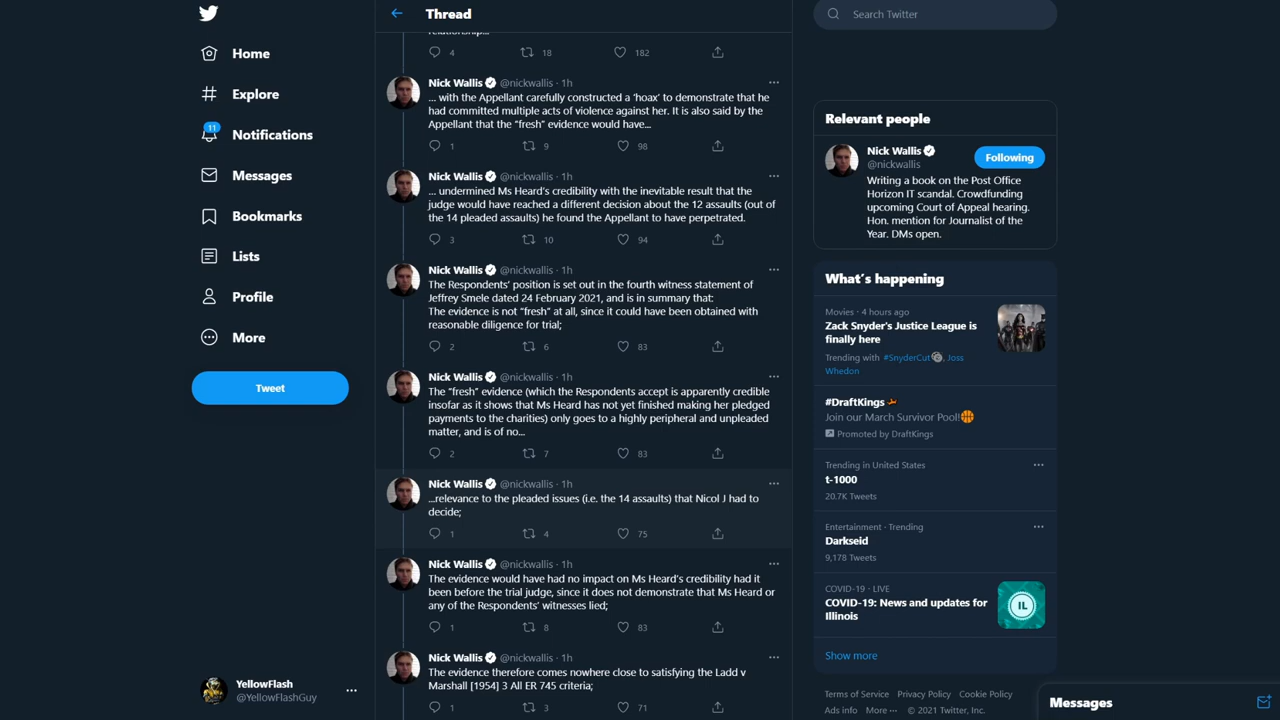 Home
Explore
11
Notifications
Messages
Bookmarks
Lists
Profile
More
Tweet
YellowFlash
@YellowFlashGuy
Thread
relationship...
4 18 182
Nick Wallis @nickwallis · 1h
... with the Appellant carefully constructed a ‘hoax’ to demonstrate that he
had committed multiple acts of violence against her. It is also said by the
Appellant that the “fresh” evidence would have...
1 9 98
Nick Wallis @nickwallis · 1h
... undermined Ms Heard’s credibility with the inevitable result that the
judge would have reached a different decision about the 12 assaults (out of
the 14 pleaded assaults) he found the Appellant to have perpetrated.
3 10 94
Nick Wallis @nickwallis · 1h
The Respondents’ position is set out in the fourth witness statement of
Jeffrey Smele dated 24 February 2021, and is in summary that:
The evidence is not “fresh” at all, since it could have been obtained with
reasonable diligence for trial;
2 6 83
Nick Wallis @nickwallis · 1h
The “fresh” evidence (which the Respondents accept is apparently credible
insofar as it shows that Ms Heard has not yet finished making her pledged
payments to the charities) only goes to a highly peripheral and unpleaded
matter, and is of no...
2 7 83
Nick Wallis @nickwallis · 1h
...relevance to the pleaded issues (i.e. the 14 assaults) that Nicol J had to
decide;
1 4 75
Nick Wallis @nickwallis · 1h
The evidence would have had no impact on Ms Heard’s credibility had it
been before the trial judge, since it does not demonstrate that Ms Heard or
any of the Respondents’ witnesses lied;
1 8 83
Nick Wallis @nickwallis · 1h
The evidence therefore comes nowhere close to satisfying the Ladd v
Marshall [1954] 3 All ER 745 criteria;
1 3 71
Search Twitter
Relevant people
Nick Wallis
@nickwallis
Following
Writing a book on the Post Office
Horizon IT scandal. Crowdfunding
upcoming Court of Appeal hearing.
Hon. mention for Journalist of the
Year. DMs open.
What’s happening
Movies · 4 hours ago
Zack Snyder’s Justice League is
finally here
Trending with #SnyderCut, Joss
Whedon
#DraftKings
Join our March Survivor Pool!
Promoted by DraftKings
Trending in United States
t-1000
20.7K Tweets
Entertainment · Trending
Darkseid
9,178 Tweets
COVID-19 · LIVE
COVID-19: News and updates for
Illinois
IL
Show more
Terms of Service Privacy Policy Cookie Policy
Ads info More ··· © 2021 Twitter, Inc.
Messages